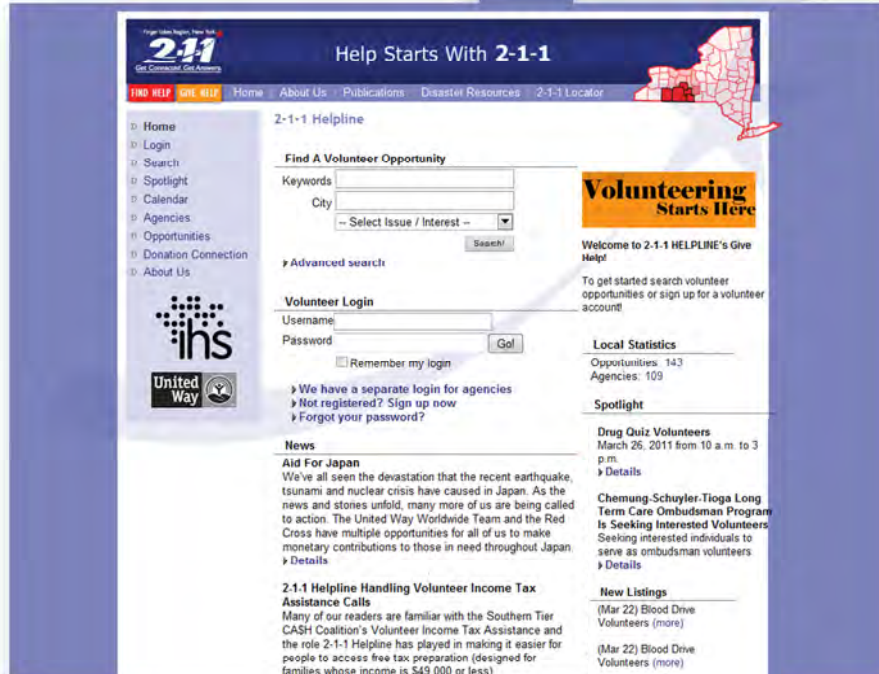 Finger Lakes Region, New York
2-1-1
Get Connected. Get Answers.
Help Starts With 2-1-1
FIND HELP GIVE HELP Home About Us Publications Disaster Resources 2-1-1 Locator
Home
Login
Search
Spotlight
Calendar
Agencies
Opportunities
Donation Connection
About Us
ihs
United
Way
2-1-1 Helpline
Find A Volunteer Opportunity
Keywords
City
-- Select Issue / Interest --
Search!
Advanced search
Volunteer Login
Username
Password
Go!
Remember my login
We have a separate login for agencies
Not registered? Sign up now
Forgot your password?
News
Aid For Japan
We've all seen the devastation that the recent earthquake,
tsunami and nuclear crisis have caused in Japan. As the
news and stories unfold, many more of us are being called
to action. The United Way Worldwide Team and the Red
Cross have multiple opportunities for all of us to make
monetary contributions to those in need throughout Japan
Details
2-1-1 Helpline Handling Volunteer Income Tax
Assistance Calls
Many of our readers are familiar with the Southern Tier
CA$H Coalition's Volunteer Income Tax Assistance and
the role 2-1-1 Helpline has played in making it easier for
people to access free tax preparation (designed for
families whose income is $49,000 or less)
Volunteering
Starts Here
Welcome to 2-1-1 HELPLINE's Give
Help!
To get started search volunteer
opportunities or sign up for a volunteer
account!
Local Statistics
Opportunities: 143
Agencies: 109
Spotlight
Drug Quiz Volunteers
March 26, 2011 from 10 a.m. to 3
p.m.
Details
Chemung-Schuyler-Tioga Long
Term Care Ombudsman Program
Is Seeking Interested Volunteers
Seeking interested individuals to
serve as ombudsman volunteers
Details
New Listings
(Mar 22) Blood Drive
Volunteers (more)
(Mar 22) Blood Drive
Volunteers (more)